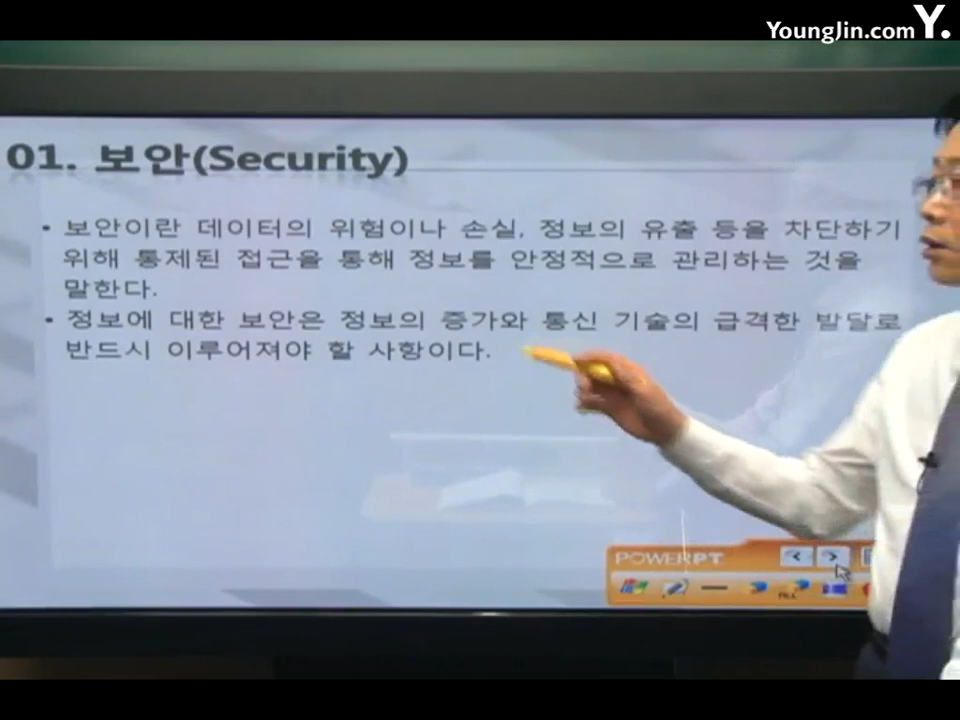 YoungJin.com Y.
01. 보안(Security)
• 보안이란 데이터의 위험이나 손실, 정보의 유출 등을 차단하기
위해 통제된 접근을 통해 정보를 안정적으로 관리하는 것을
말한다.
• 정보에 대한 보안은 정보의 증가와 통신 기술의 급격한 발달로
반드시 이루어져야 할 사항이다.
POWERPT